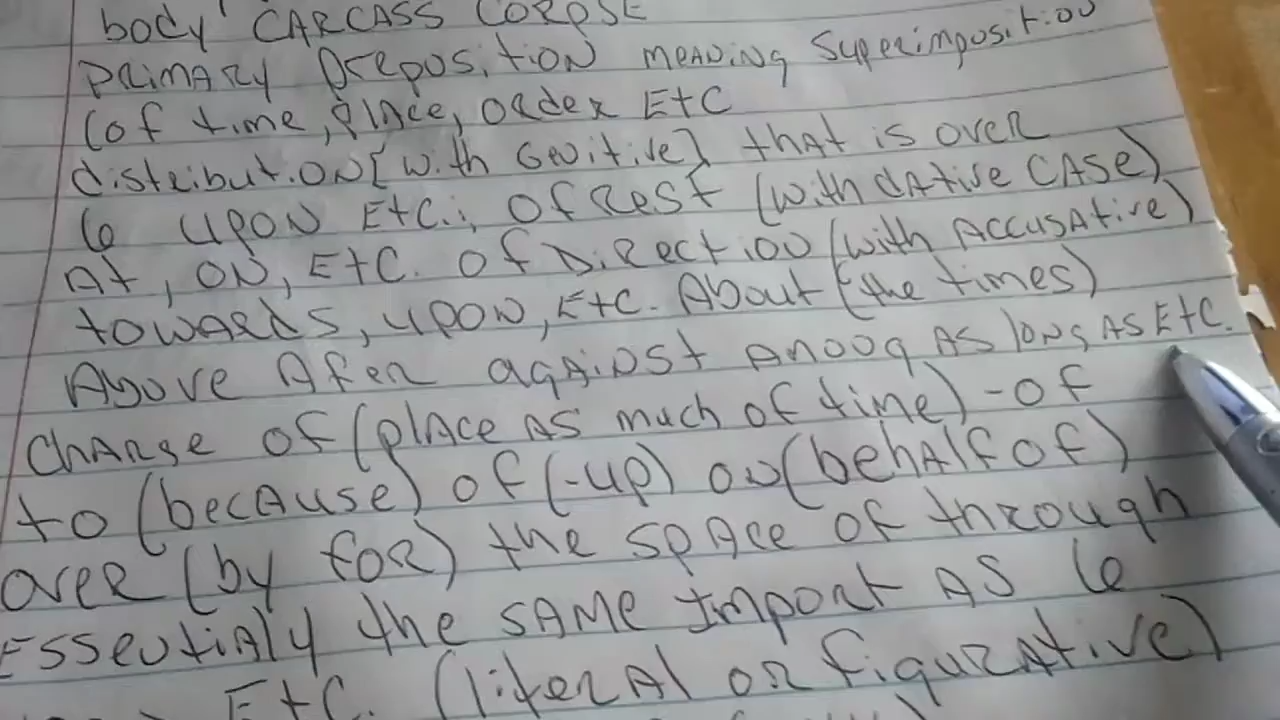 body CARCASS CORPSE
PRIMARY PREPOSITION MEANING Superimposition
(of time, place, order Etc
distribution [with Genitive] that is over
ie upon Etc.; Of Rest (with dative CASE)
At, ON, Etc. Of Direction (with ACCUSATIVE)
towards, upon, Etc. About (the times)
Above After against AS long AS Etc.
Charge of (place AS much of time) - of
to (because) of (-up) on (behalf of)
over (by for) the space of through
Essentially the SAME Import AS ie
Etc. (literal or figurative)